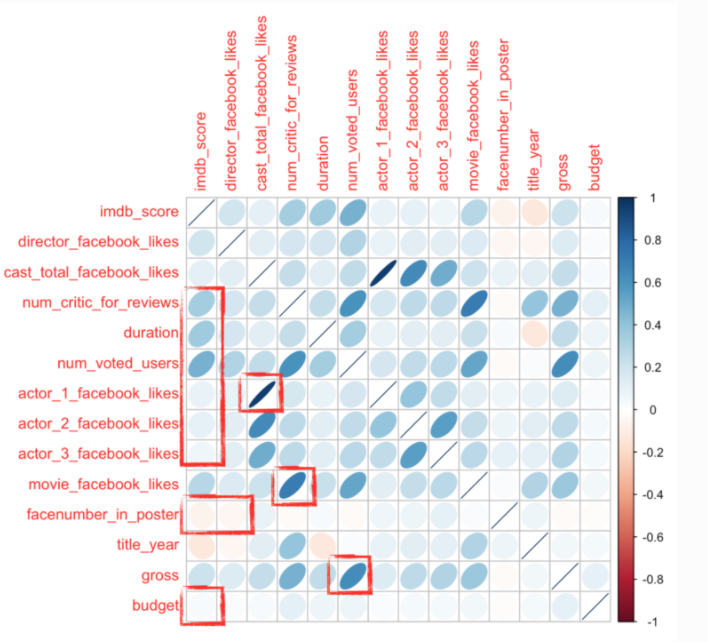 imdb_score
director_facebook_likes
cast_total_facebook_likes
num_critic_for_reviews
duration
num_voted_users
actor_1_facebook_likes
actor_2_facebook_likes
actor_3_facebook_likes
movie_facebook_likes
facenumber_in_poster
title_year
gross
budget
imdb_score
director_facebook_likes
cast_total_facebook_likes
num_critic_for_reviews
duration
num_voted_users
actor_1_facebook_likes
actor_2_facebook_likes
actor_3_facebook_likes
movie_facebook_likes
facenumber_in_poster
title_year
gross
budget
1
0.8
0.6
0.4
0.2
0
-0.2
-0.4
-0.6
-0.8
-1